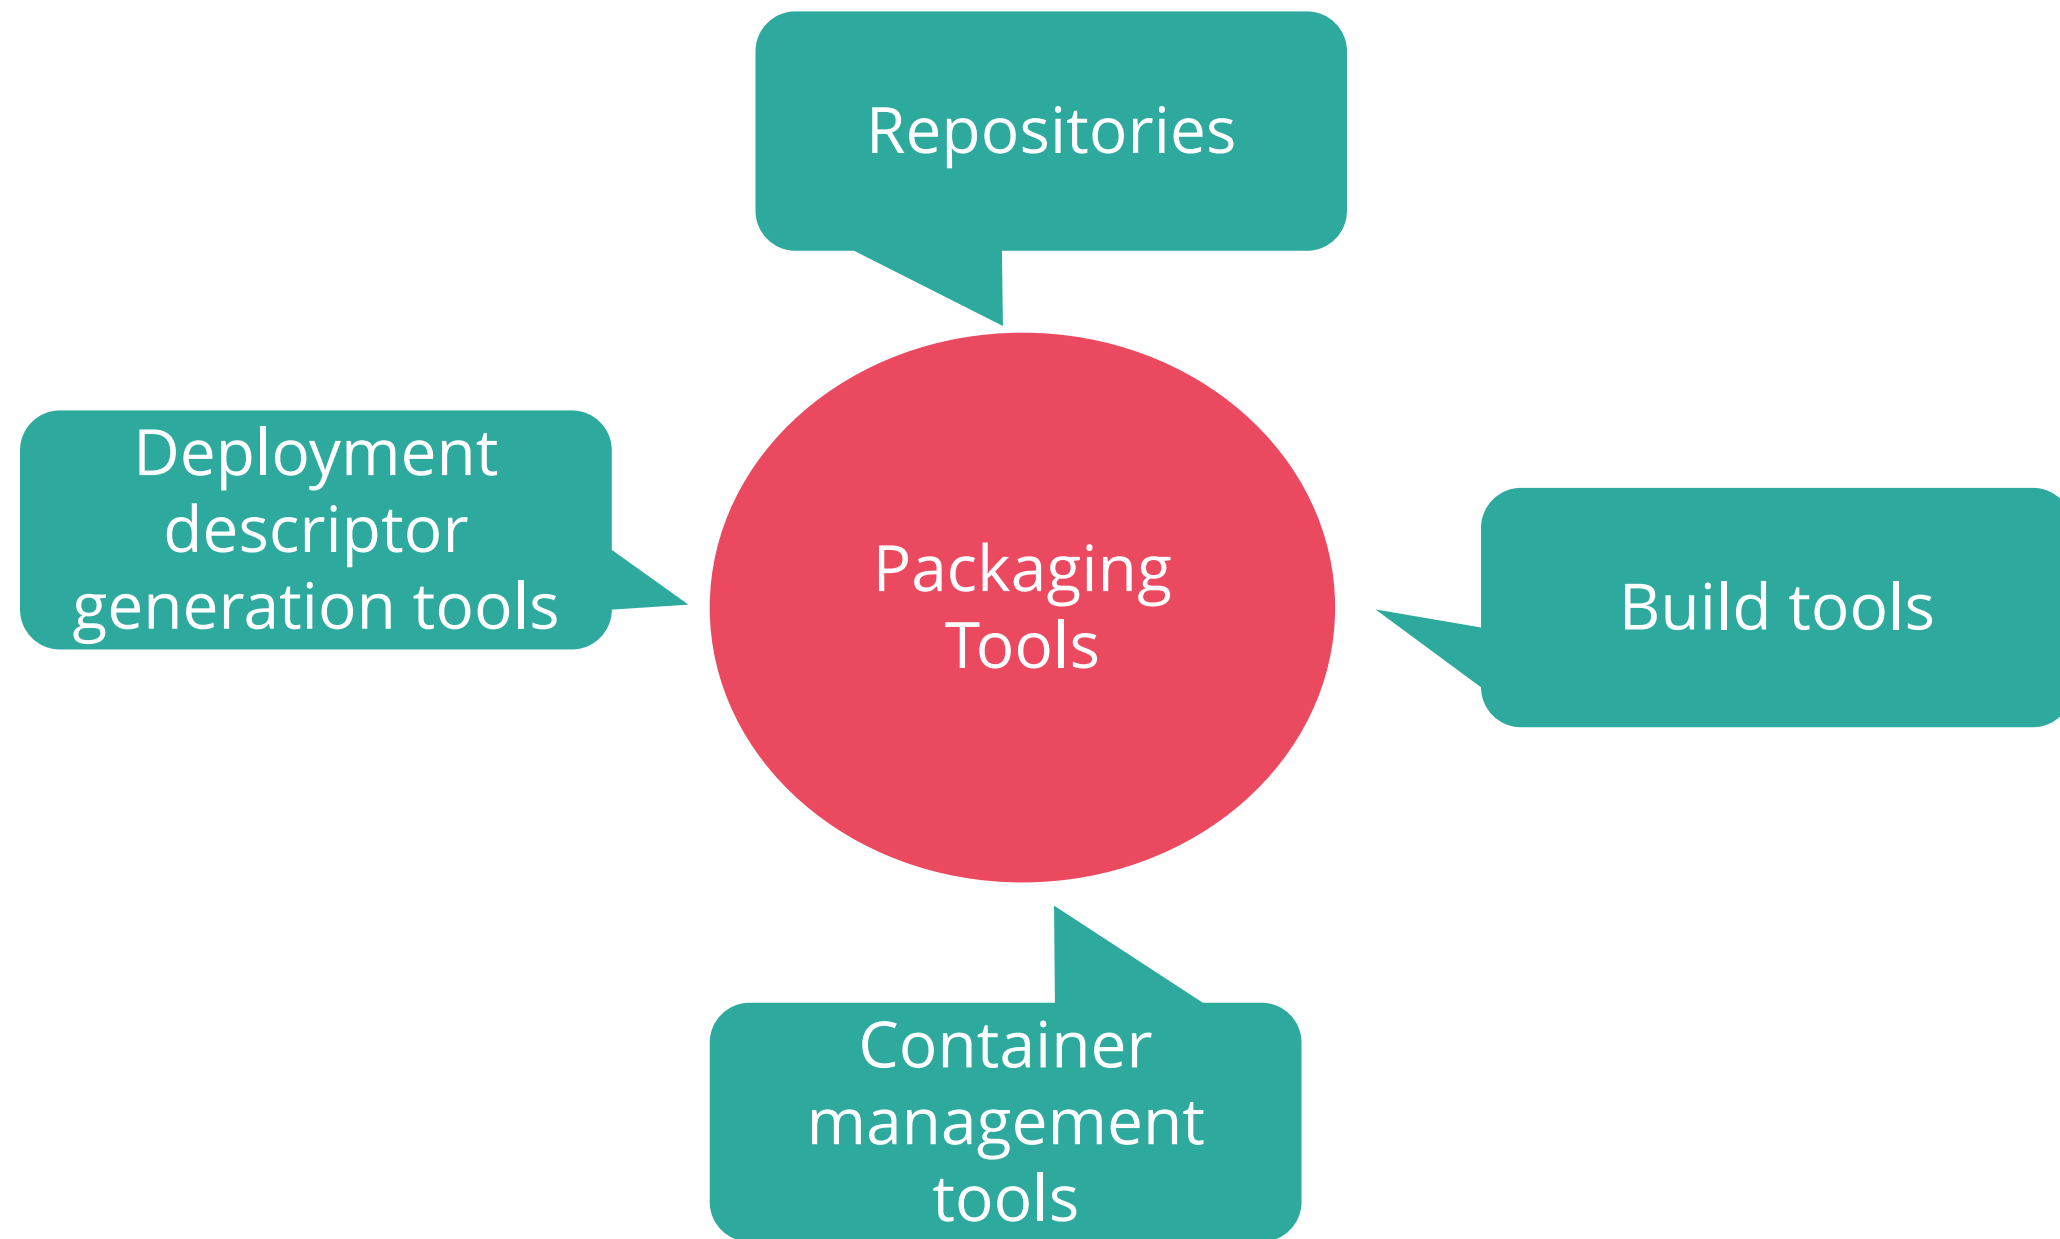 Repositories
Deployment
descriptor
generation tools
Packaging
Tools
Build tools
Container
management
tools